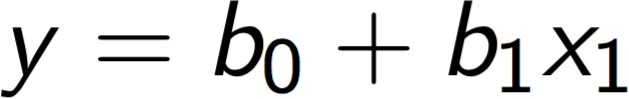 y = b₀ + b₁x₁